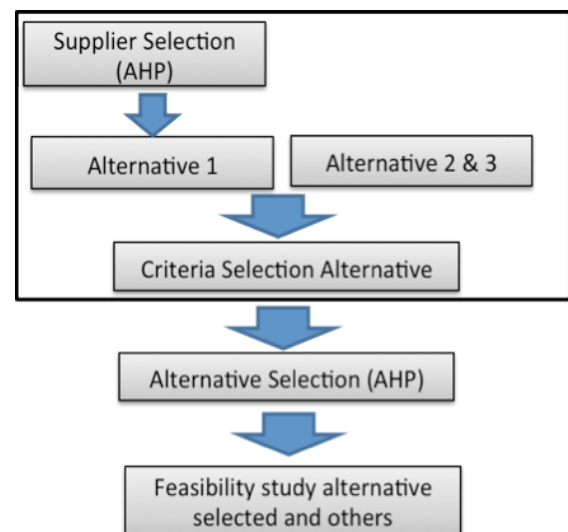 Supplier Selection
(AHP)
Alternative 1
Alternative 2 & 3
Criteria Selection Alternative
Alternative Selection (AHP)
Feasibility study alternative
selected and others